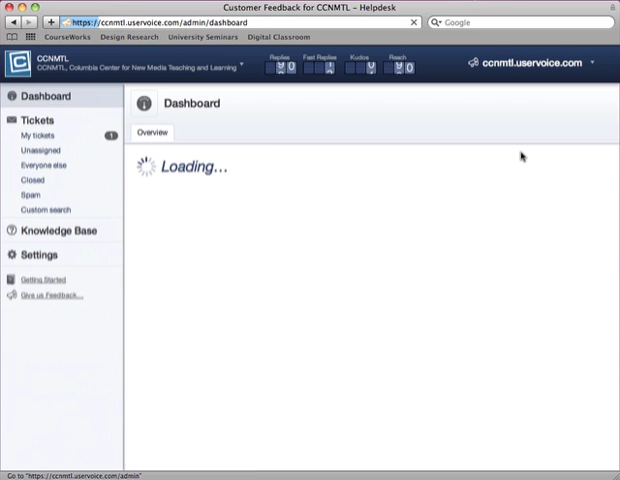 Customer Feedback for CCNMTL – Helpdesk
https://ccnmtl.uservoice.com/admin/dashboard
Google
CourseWorks Design Research University Seminars Digital Classroom
CCNMTL
CCNMTL, Columbia Center for New Media Teaching and Learning
Replies Fast Replies Kudos Reach
ccnmtl.uservoice.com
Dashboard
Tickets
My tickets 1
Unassigned
Everyone else
Closed
Spam
Custom search
Knowledge Base
Settings
Getting Started
Give us Feedback...
Dashboard
Overview
Loading...
Go to "https://ccnmtl.uservoice.com/admin"